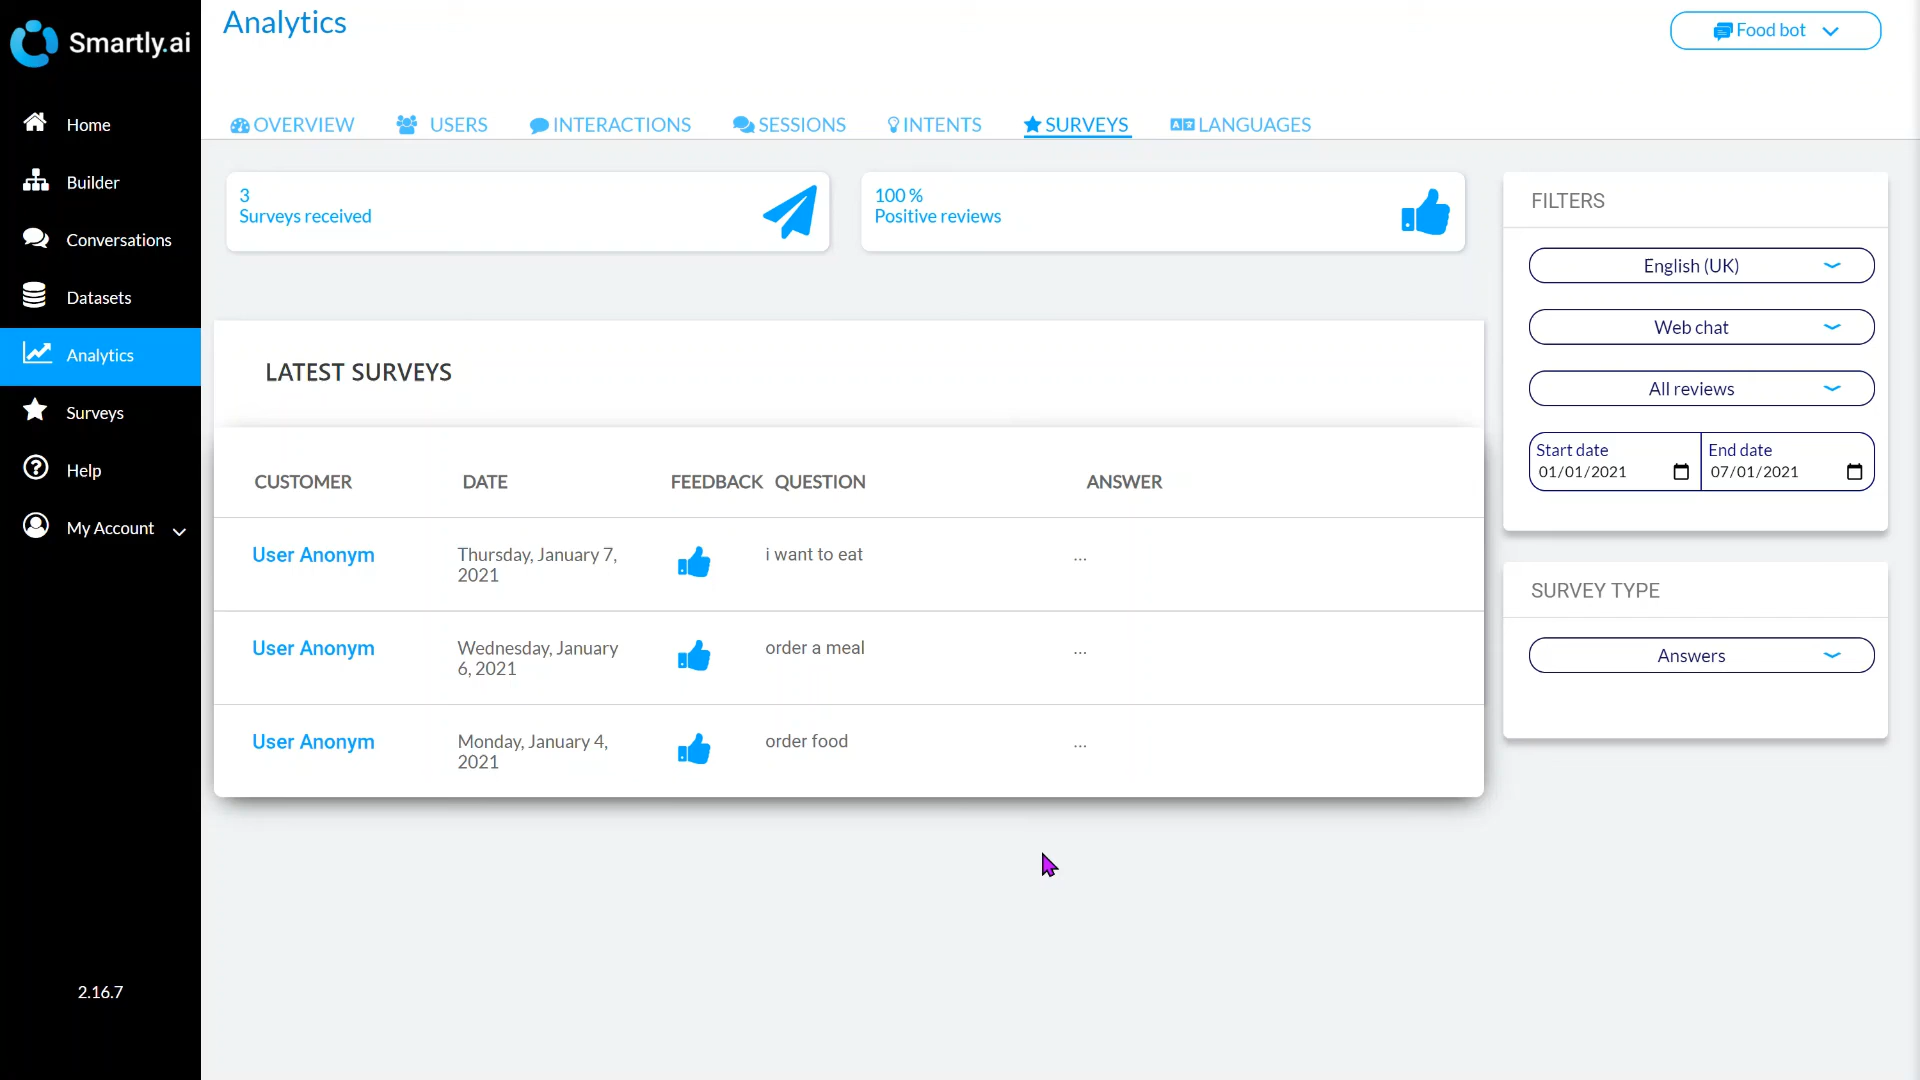 Smartly.ai
Analytics
Food bot
Home
Builder
Conversations
Datasets
Analytics
Surveys
Help
My Account
2.16.7
OVERVIEW USERS INTERACTIONS SESSIONS INTENTS SURVEYS LANGUAGES
3
Surveys received
100 %
Positive reviews
LATEST SURVEYS
CUSTOMER DATE FEEDBACK QUESTION ANSWER
User Anonym Thursday, January 7, i want to eat ...
2021
User Anonym Wednesday, January order a meal ...
6, 2021
User Anonym Monday, January 4, order food ...
2021
FILTERS
English (UK)
Web chat
All reviews
Start date End date
01/01/2021 07/01/2021
SURVEY TYPE
Answers